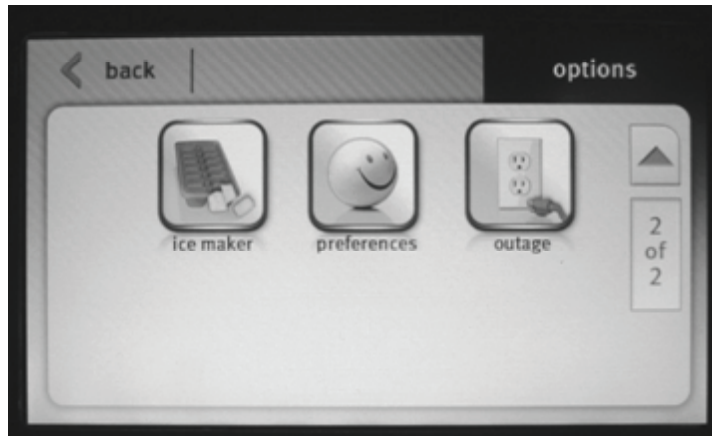 back
options
ice maker
preferences
outage
2
of
2